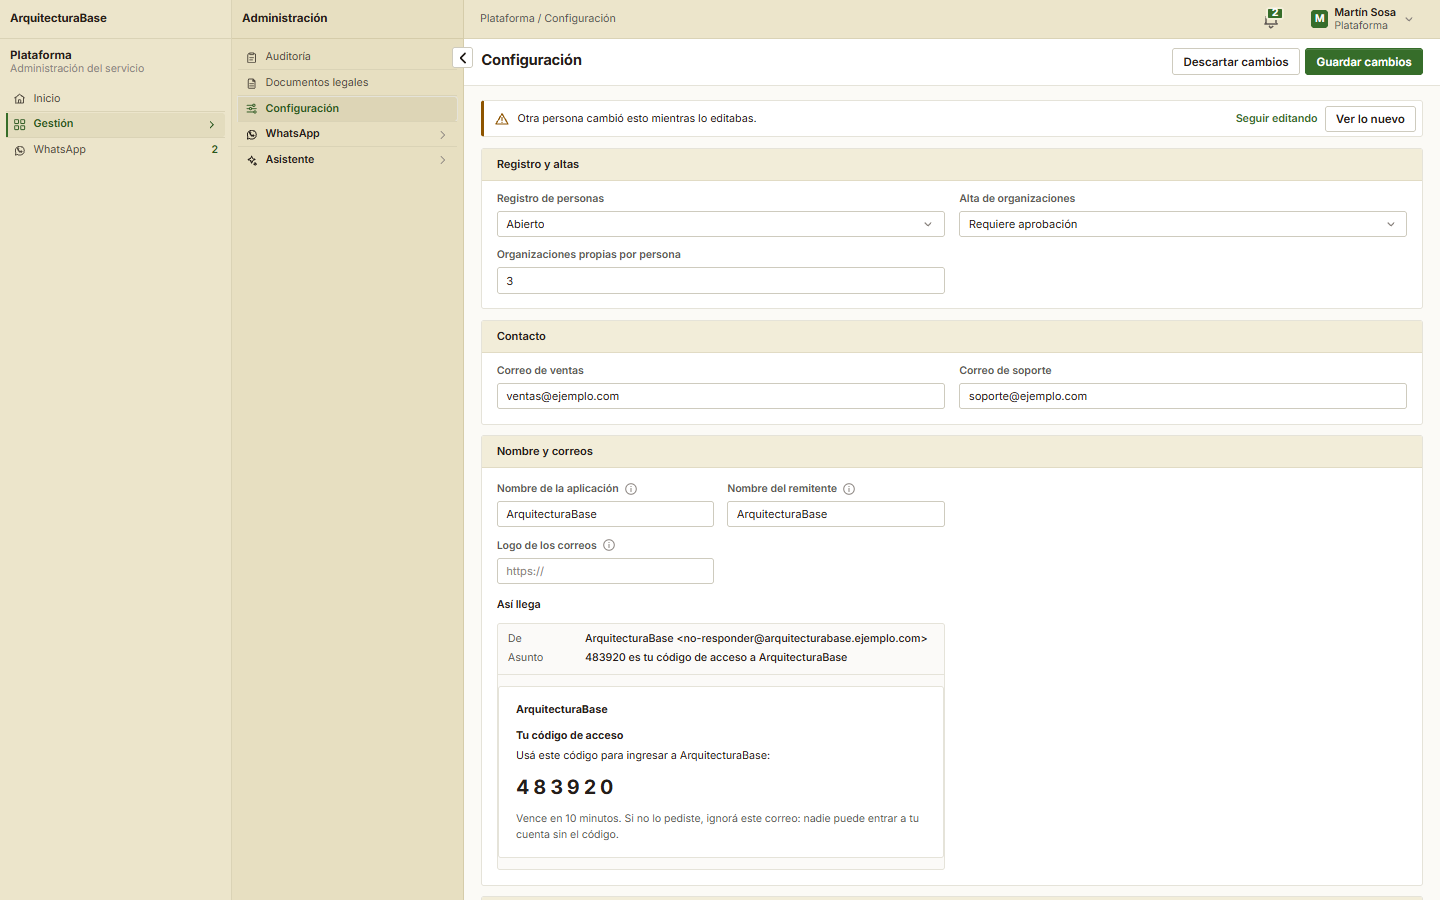 ArquitecturaBase
Plataforma
Administración del servicio
Inicio
Gestión
WhatsApp 2
Administración
Auditoría
Documentos legales
Configuración
WhatsApp
Asistente
Plataforma / Configuración
2
M
Martín Sosa
Plataforma
Configuración
Descartar cambios
Guardar cambios
Otra persona cambió esto mientras lo editabas.
Seguir editando
Ver lo nuevo
Registro y altas
Registro de personas
Abierto
Alta de organizaciones
Requiere aprobación
Organizaciones propias por persona
3
Contacto
Correo de ventas
ventas@ejemplo.com
Correo de soporte
soporte@ejemplo.com
Nombre y correos
Nombre de la aplicación
ArquitecturaBase
Nombre del remitente
ArquitecturaBase
Logo de los correos
https://
Así llega
De ArquitecturaBase <no-responder@arquitecturabase.ejemplo.com>
Asunto 483920 es tu código de acceso a ArquitecturaBase
ArquitecturaBase
Tu código de acceso
Usá este código para ingresar a ArquitecturaBase:
483920
Vence en 10 minutos. Si no lo pediste, ignorá este correo: nadie puede entrar a tu
cuenta sin el código.